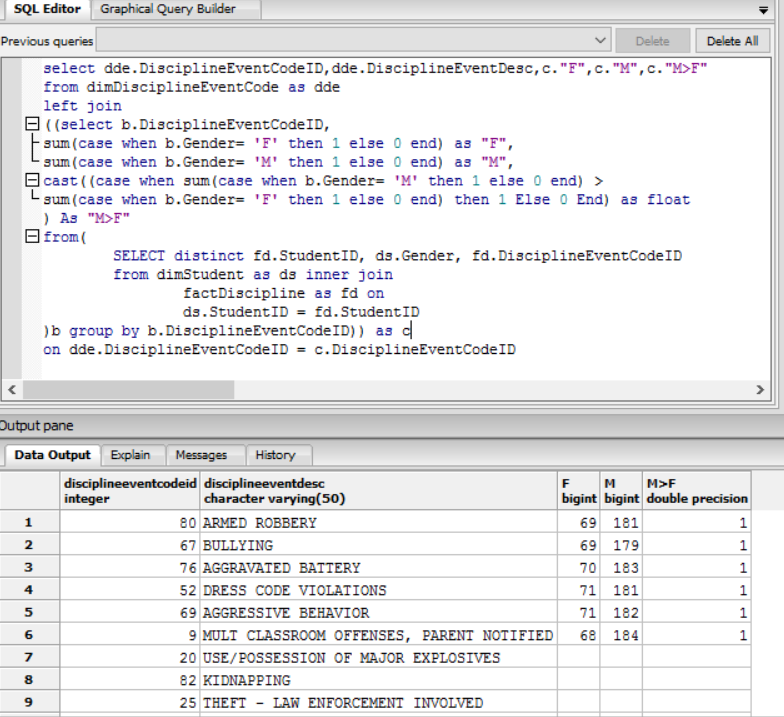 SQL Editor Graphical Query Builder
Previous queries Delete Delete All
select dde.DisciplineEventCodeID,dde.DisciplineEventDesc,c."F",c."M",c."M>F"
from dimDisciplineEventCode as dde
left join
((select b.DisciplineEventCodeID,
sum(case when b.Gender= 'F' then 1 else 0 end) as "F",
sum(case when b.Gender= 'M' then 1 else 0 end) as "M",
cast((case when sum(case when b.Gender= 'M' then 1 else 0 end) >
sum(case when b.Gender= 'F' then 1 else 0 end) then 1 Else 0 End) as float
) As "M>F"
from(
SELECT distinct fd.StudentID, ds.Gender, fd.DisciplineEventCodeID
from dimStudent as ds inner join
factDiscipline as fd on
ds.StudentID = fd.StudentID
)b group by b.DisciplineEventCodeID)) as c
on dde.DisciplineEventCodeID = c.DisciplineEventCodeID
Output pane
Data Output Explain Messages History
disciplineeventcodeid disciplineeventdesc F M M>F
integer character varying(50) bigint bigint double precision
1 80 ARMED ROBBERY 69 181 1
2 67 BULLYING 69 179 1
3 76 AGGRAVATED BATTERY 70 183 1
4 52 DRESS CODE VIOLATIONS 71 181 1
5 69 AGGRESSIVE BEHAVIOR 71 182 1
6 9 MULT CLASSROOM OFFENSES, PARENT NOTIFIED 68 184 1
7 20 USE/POSSESSION OF MAJOR EXPLOSIVES
8 82 KIDNAPPING
9 25 THEFT - LAW ENFORCEMENT INVOLVED